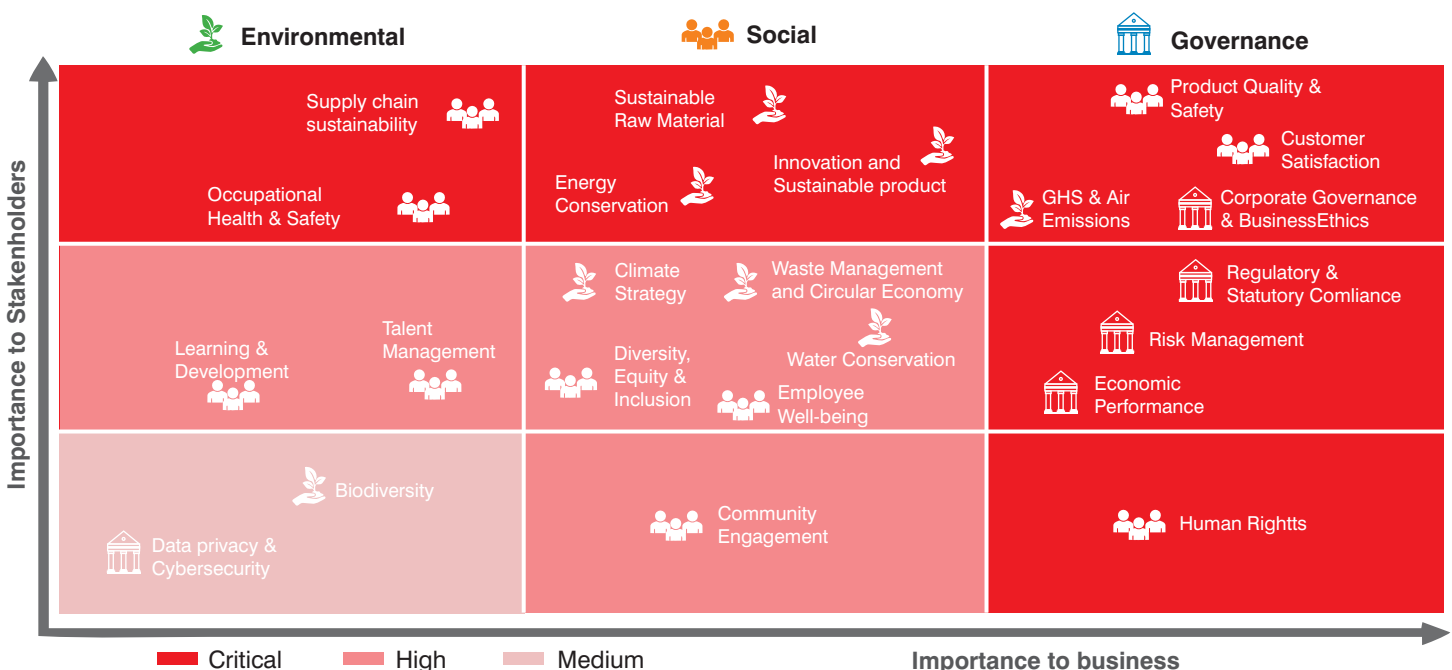 Environmental
Social
Governance
Importance to Stakenholders
Supply chain
sustainability
Occupational
Health & Safety
Sustainable
Raw Material
Innovation and
Sustainable product
Energy
Conservation
Product Quality &
Safety
Customer
Satisfaction
GHS & Air
Emissions
Corporate Governance
& BusinessEthics
Learning &
Development
Talent
Management
Climate
Strategy
Waste Management
and Circular Economy
Water Conservation
Diversity,
Equity &
Inclusion
Employee
Well-being
Regulatory &
Statutory Comliance
Risk Management
Economic
Performance
Biodiversity
Data privacy &
Cybersecurity
Community
Engagement
Human Rightts
Critical
High
Medium
Importance to business